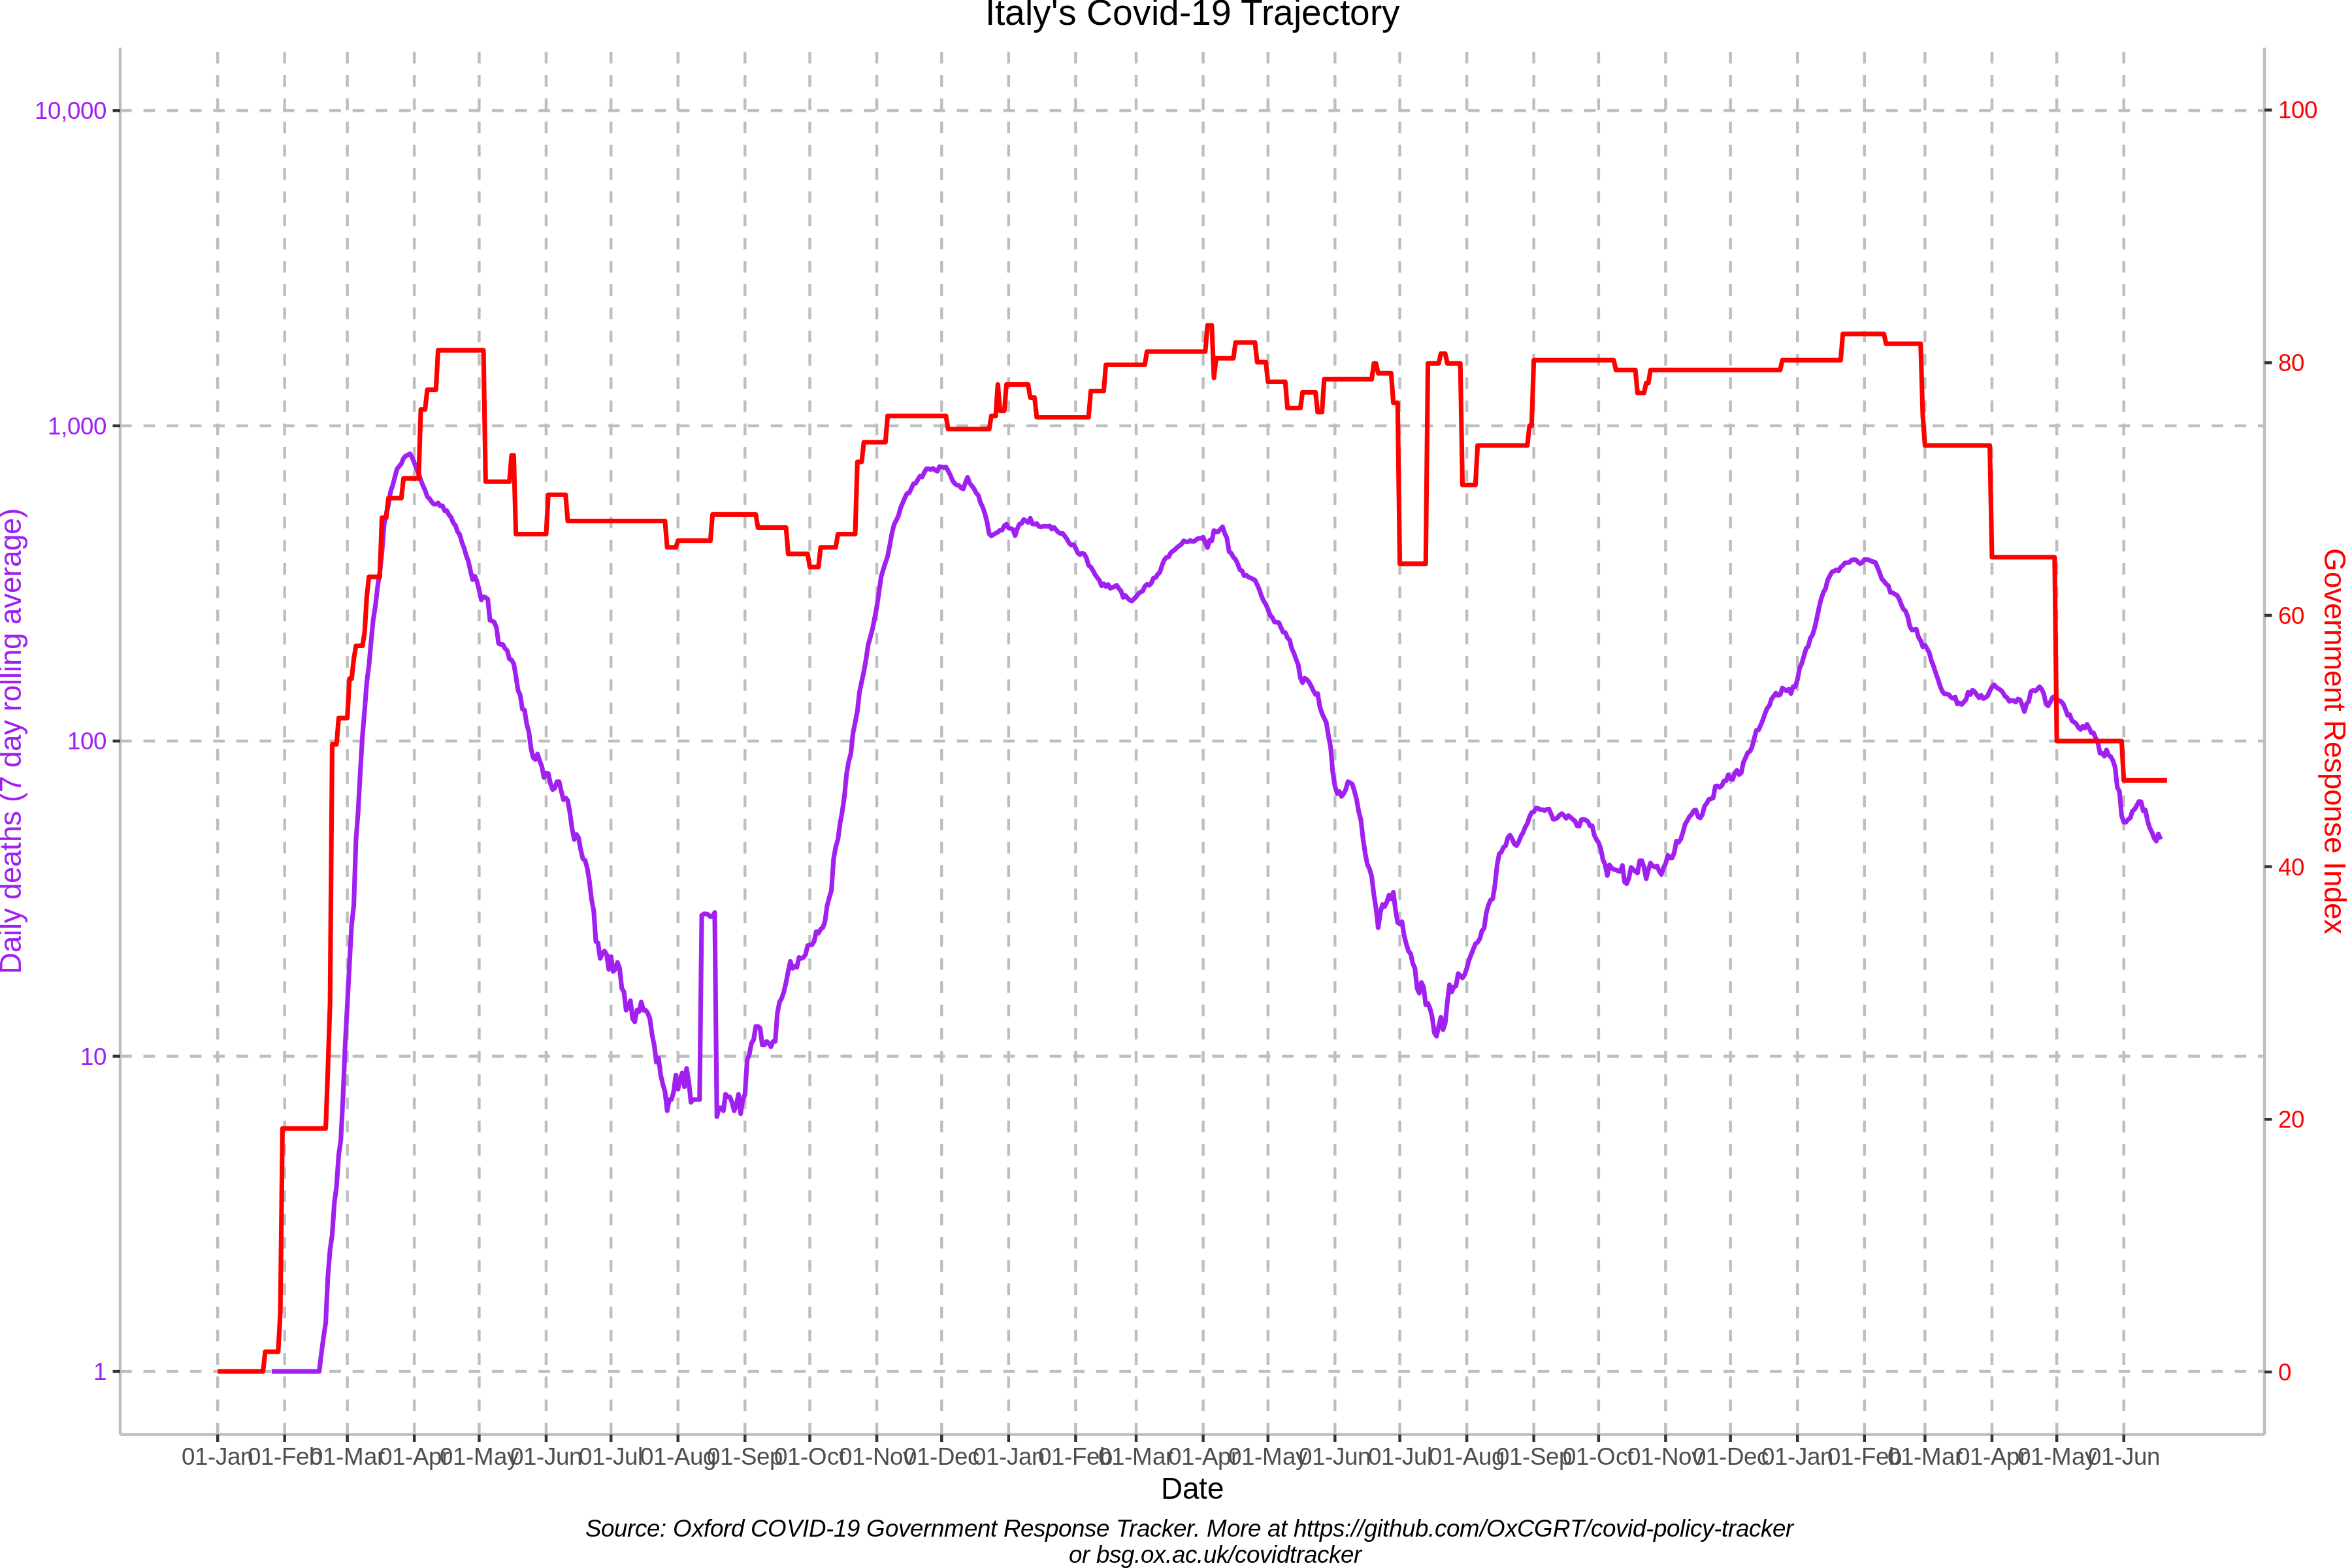 Italy's Covid-19 Trajectory
10,000
1,000
100
10
1
Daily deaths (7 day rolling average)
100
80
60
40
20
0
Government Response Index
01-Jan 01-Feb 01-Mar 01-Apr 01-May 01-Jun 01-Jul 01-Aug 01-Sep 01-Oct 01-Nov 01-Dec 01-Jan 01-Feb 01-Mar 01-Apr 01-May 01-Jun 01-Jul 01-Aug 01-Sep 01-Oct 01-Nov 01-Dec 01-Jan 01-Feb 01-Mar 01-Apr 01-May 01-Jun
Date
Source: Oxford COVID-19 Government Response Tracker. More at https://github.com/OxCGRT/covid-policy-tracker
or bsg.ox.ac.uk/covidtracker